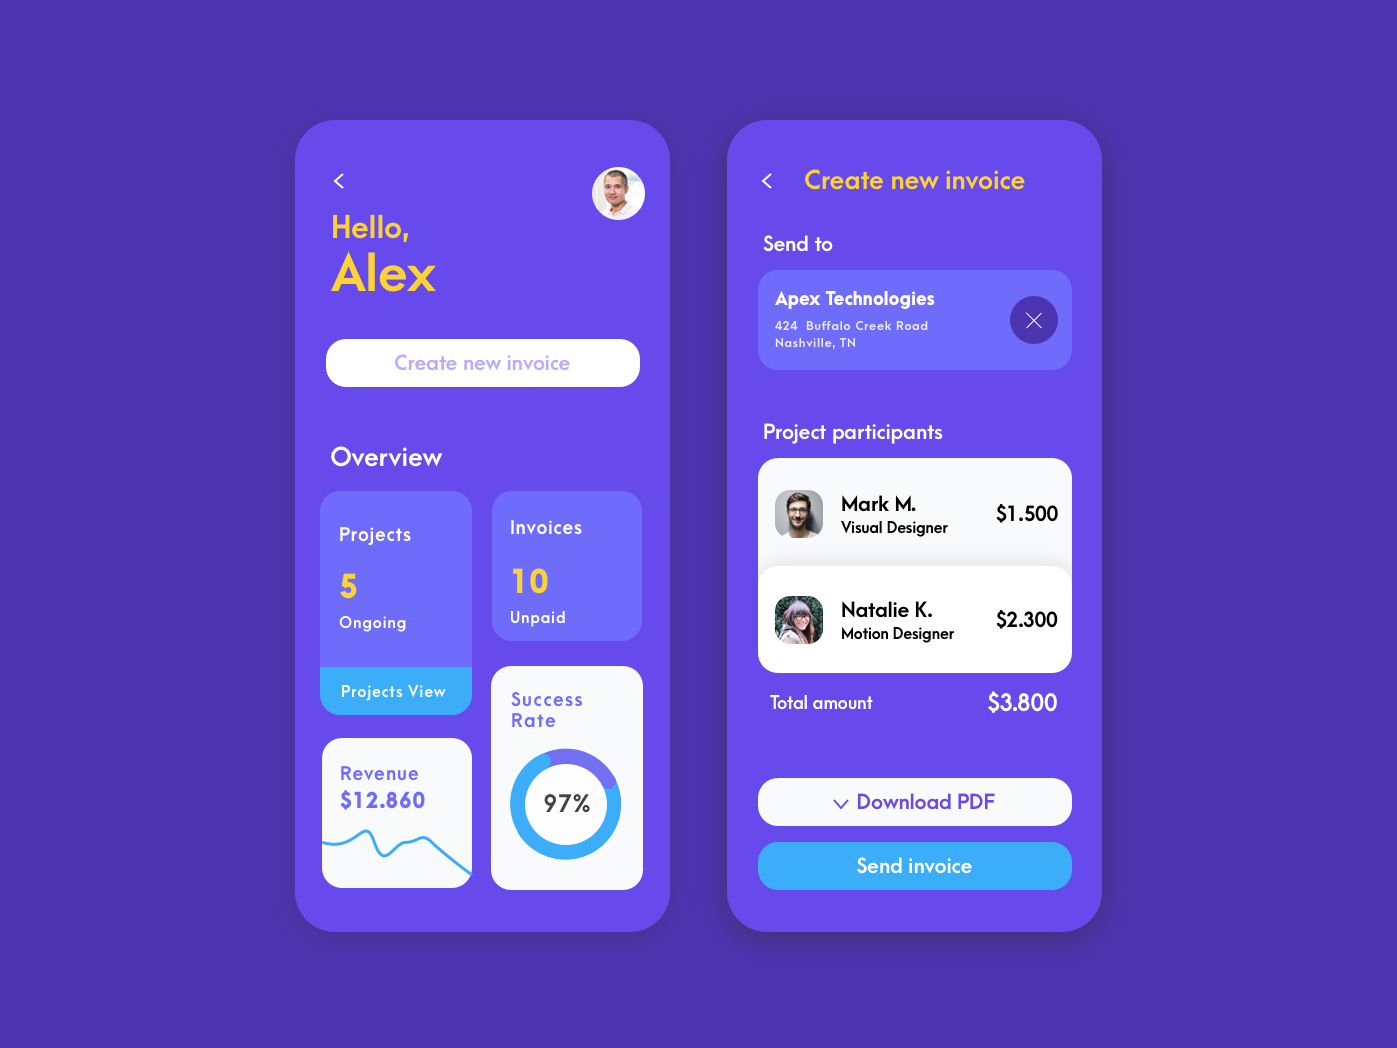 Hello,
Alex
Create new invoice
Overview
Projects
5
Ongoing
Projects View
Invoices
10
Unpaid
Revenue
$12.860
Success
Rate
97%
Create new invoice
Send to
Apex Technologies
424 Buffalo Creek Road
Nashville, TN
Project participants
Mark M.
Visual Designer
$1.500
Natalie K.
Motion Designer
$2.300
Total amount
$3.800
Download PDF
Send invoice